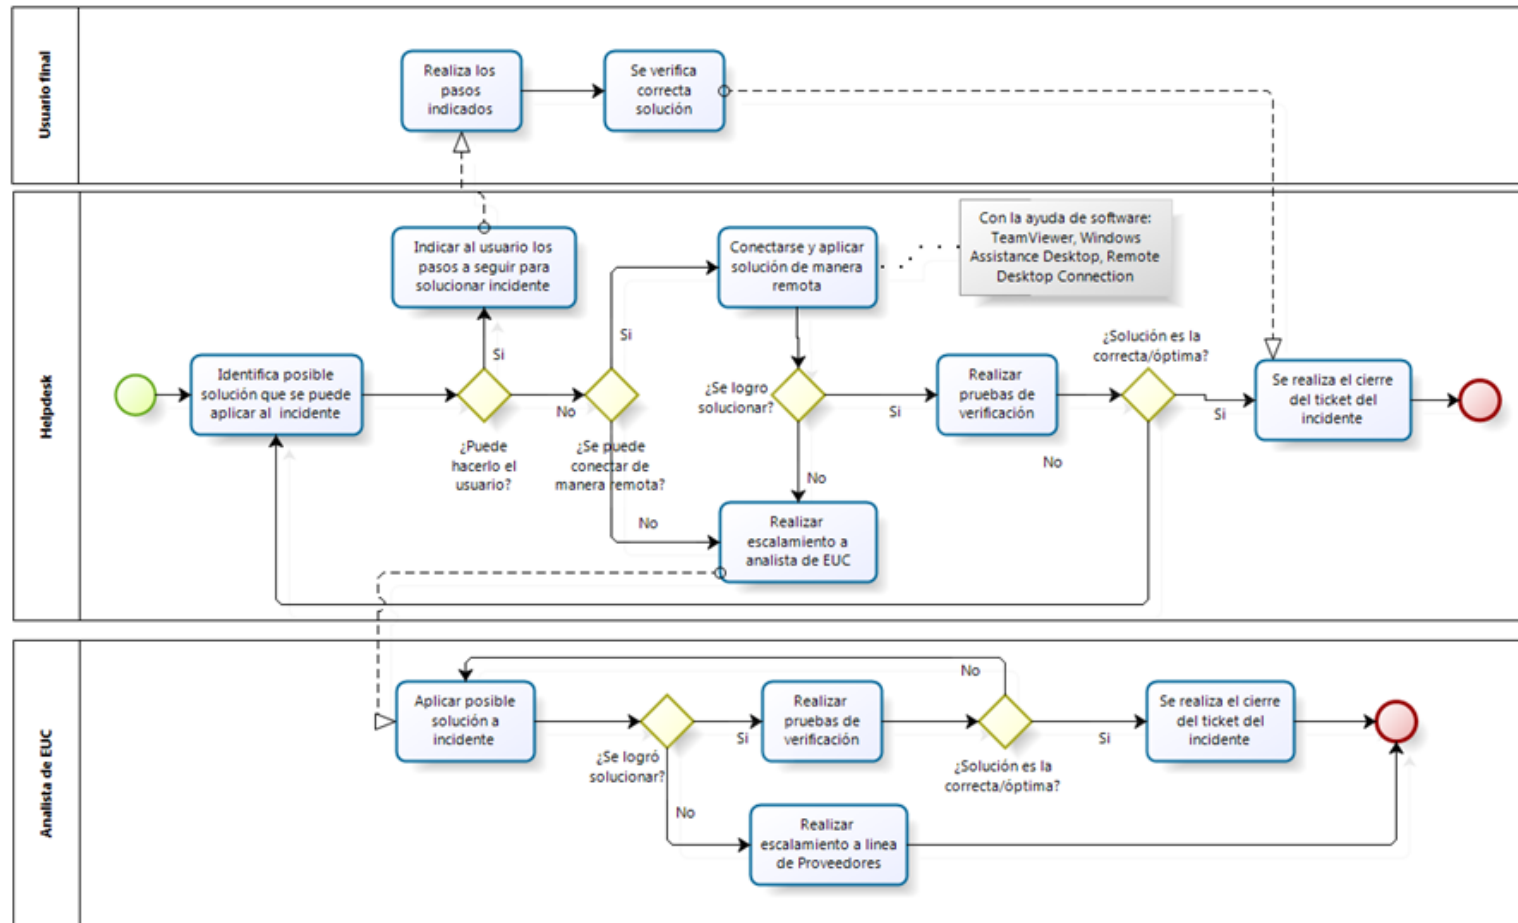 Usuario final
Realiza los
pasos
indicados
Se verifica
correcta
solución
Helpdesk
Indicar al usuario los
pasos a seguir para
solucionar incidente
Conectarse y aplicar
solución de manera
remota
Con la ayuda de software:
TeamViewer, Windows
Assistance Desktop, Remote
Desktop Connection
Si
Si
¿Solución es la
correcta/óptima?
Identifica posible
solución que se puede
aplicar al incidente
No
¿Se logro
solucionar?
Si
Realizar
pruebas de
verificación
Si
Se realiza el cierre
del ticket del
incidente
¿Puede
hacerlo el
usuario?
¿Se puede
conectar de
manera remota?
No
No
No
Realizar
escalamiento a
analista de EUC
Analista de EUC
No
Aplicar posible
solución a
incidente
¿Se logró
solucionar?
Si
Realizar
pruebas de
verificación
¿Solución es la
correcta/óptima?
Si
Se realiza el cierre
del ticket del
incidente
No
Realizar
escalamiento a linea
de Proveedores